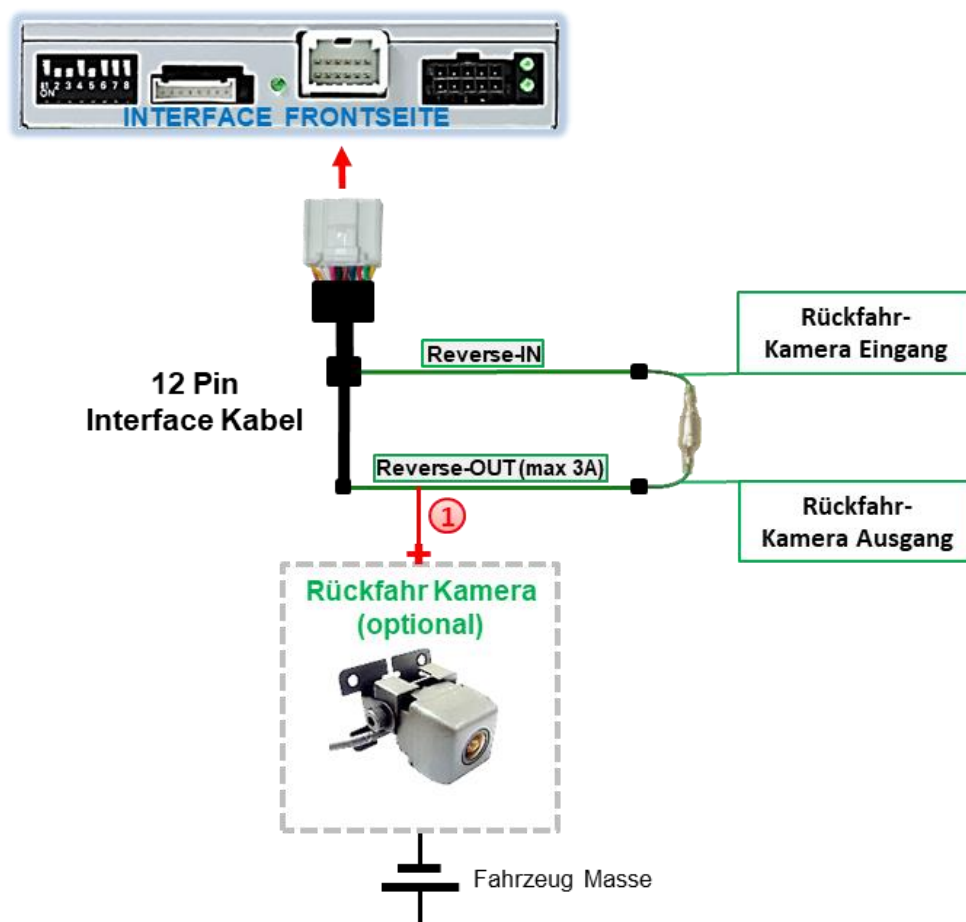 1 2 3 4 5 6 7 8
ON
INTERFACE FRONTSEITE
Reverse-IN
Rückfahr-
Kamera Eingang
12 Pin
Interface Kabel
Reverse-OUT (max 3A)
Rückfahr-
Kamera Ausgang
1
+
Rückfahr Kamera
(optional)
Fahrzeug Masse